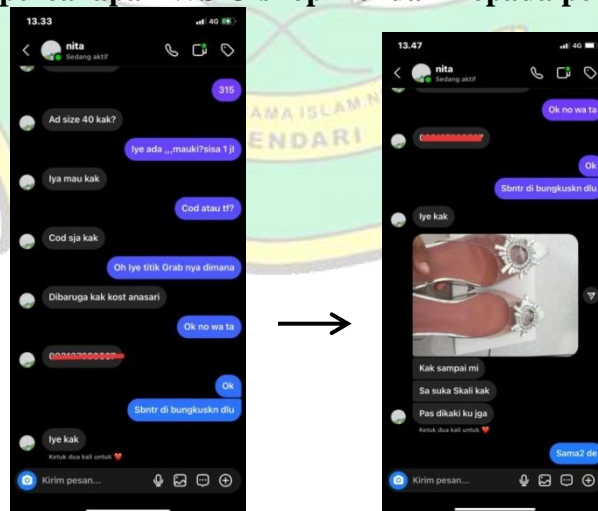 13.33
4G
nita
Sedang aktif
315
Ad size 40 kak?
Iye ada ,,,mauki?sisa 1 jl
Iya mau kak
Cod atau tf?
Cod sja kak
Oh Iye titik Grab nya dimana
Dibaruga kak kost anasari
Ok no wa ta
Ok
Sbntr di bungkuskn dlu
Iye kak
Ketuk dua kali untuk ❤️
Kirim pesan...
13.47
4G
nita
Sedang aktif
Ok no wa ta
Ok
Sbntr di bungkuskn dlu
Iye kak
Kak sampai mi
Sa suka Skali kak
Pas dikaki ku jga
Ketuk dua kali untuk ❤️
Sama2 de
Kirim pesan...
AMA ISLAM
ENDARI